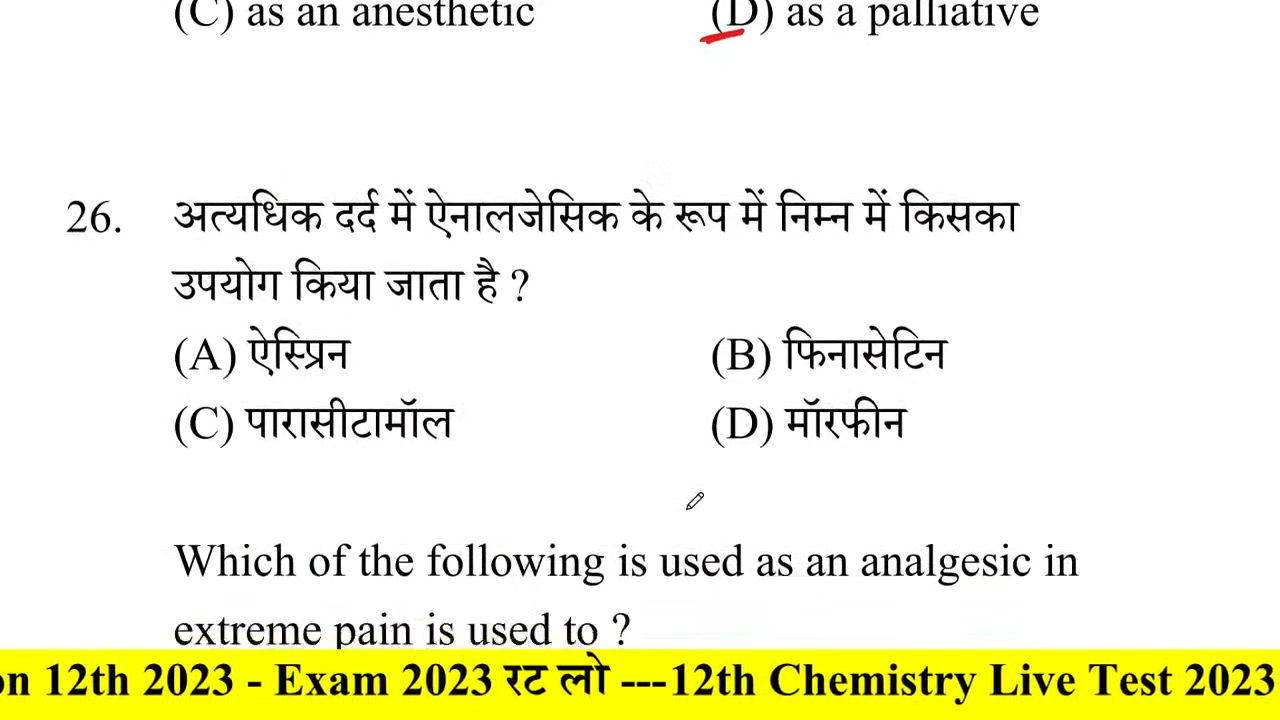 (C) as an anesthetic (D) as a palliative
26. अत्यधिक दर्द में ऐनालजेसिक के रूप में निम्न में किसका
उपयोग किया जाता है ?
(A) ऐस्प्रिन (B) फिनासेटिन
(C) पारासीटामॉल (D) मॉरफीन
Which of the following is used as an analgesic in
extreme pain is used to ?
on 12th 2023 - Exam 2023 रट लो ---12th Chemistry Live Test 2023